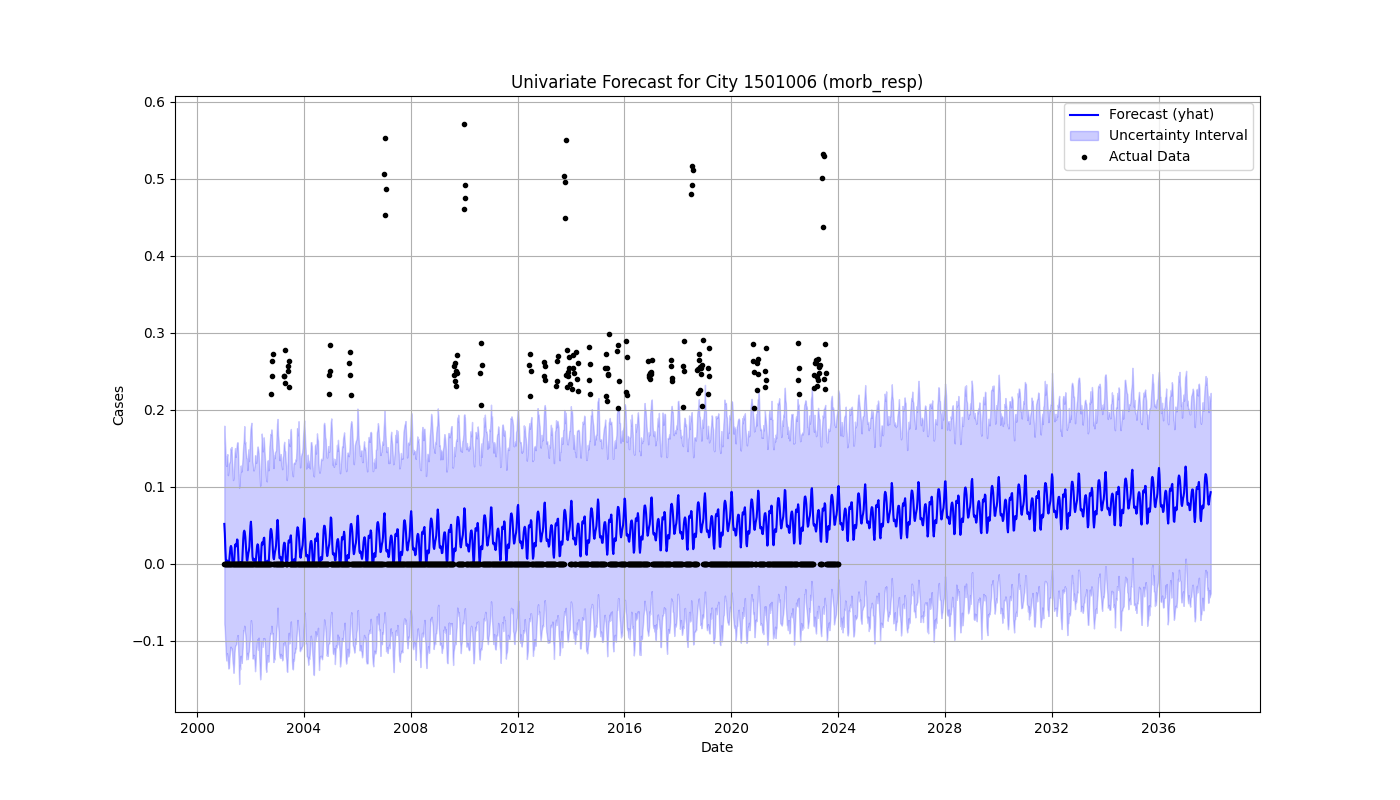 Univariate Forecast for City 1501006 (morb_resp)
Forecast (yhat)
Uncertainty Interval
Actual Data
Cases
0.6
0.5
0.4
0.3
0.2
0.1
0.0
−0.1
2000 2004 2008 2012 2016 2020 2024 2028 2032 2036
Date